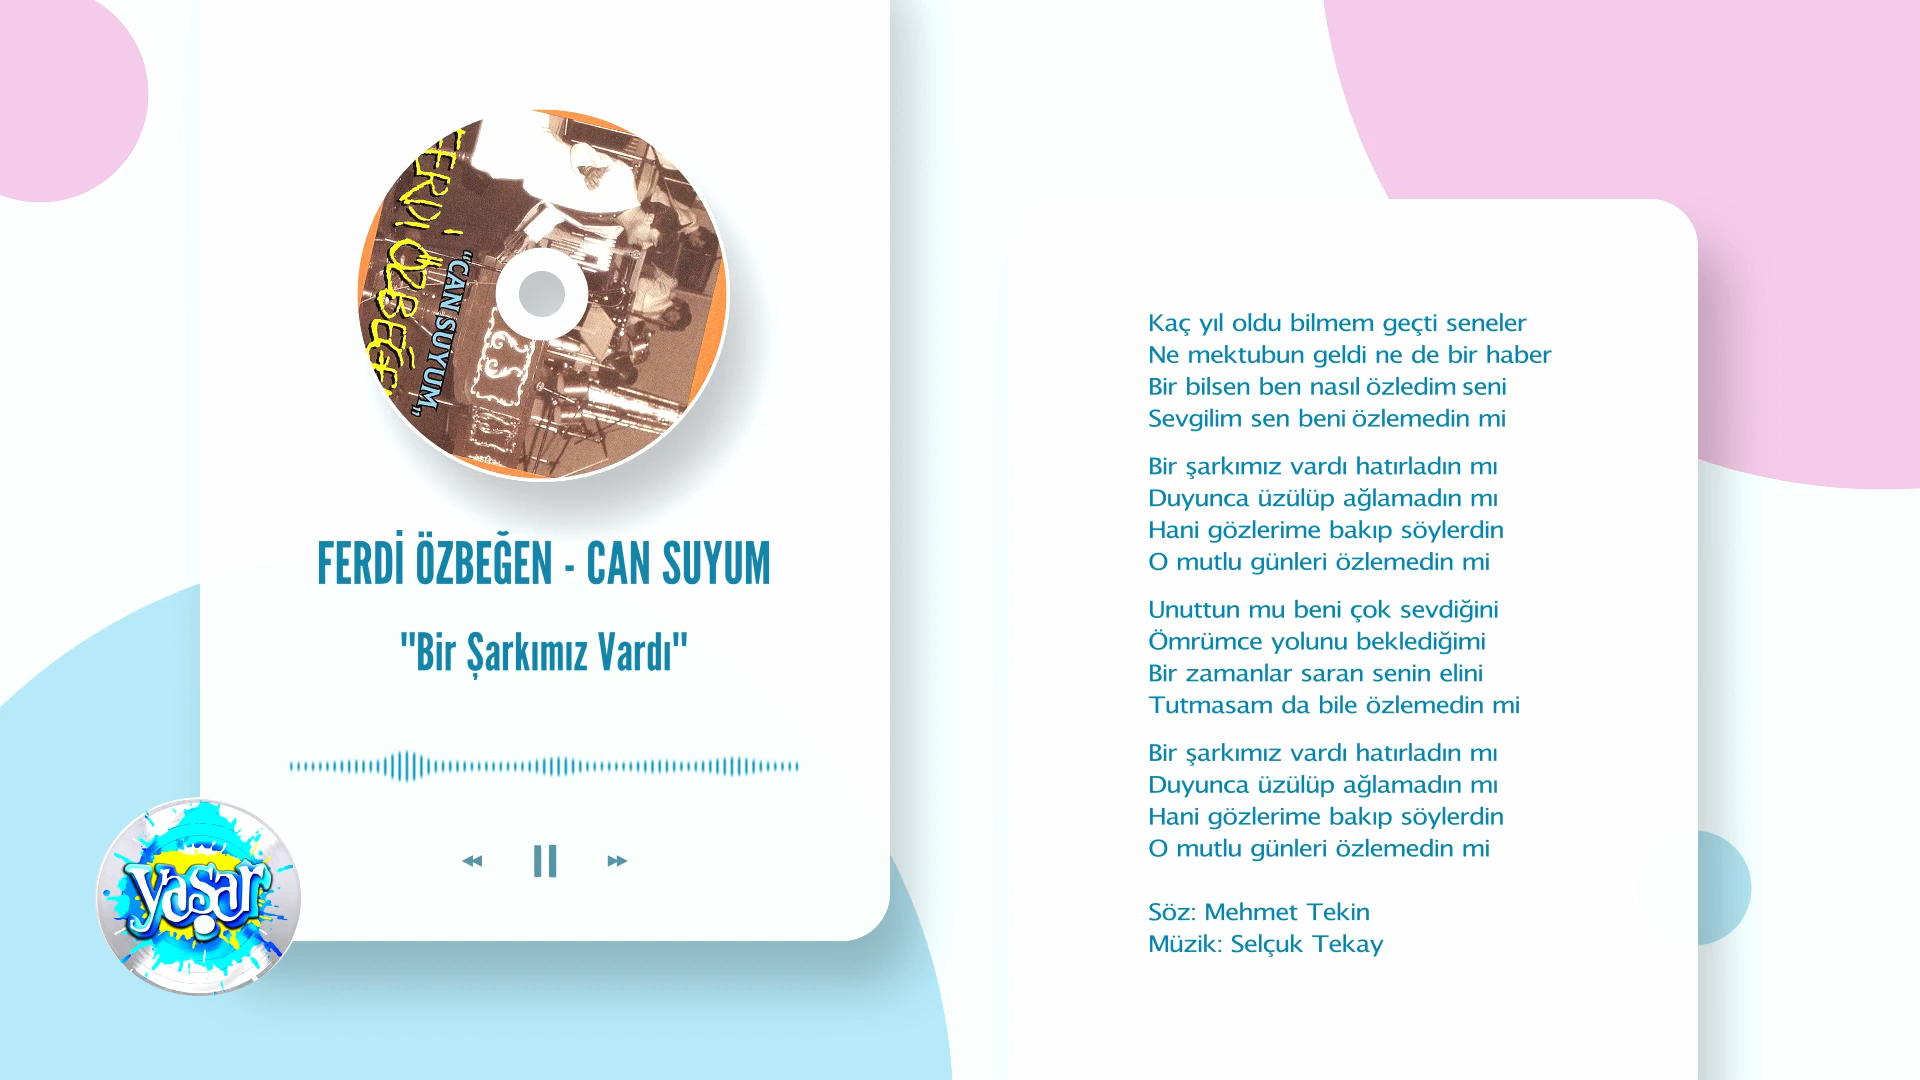 FERDİ ÖZBEĞEN
"CAN SUYUM„
FERDİ ÖZBEĞEN - CAN SUYUM
"Bir Şarkımız Vardı"
yaşar
Kaç yıl oldu bilmem geçti seneler
Ne mektubun geldi ne de bir haber
Bir bilsen ben nasıl özledim seni
Sevgilim sen beni özlemedin mi
Bir şarkımız vardı hatırladın mı
Duyunca üzülüp ağlamadın mı
Hani gözlerime bakıp söylerdin
O mutlu günleri özlemedin mi
Unuttun mu beni çok sevdiğini
Ömrümce yolunu beklediğimi
Bir zamanlar saran senin elini
Tutmasam da bile özlemedin mi
Bir şarkımız vardı hatırladın mı
Duyunca üzülüp ağlamadın mı
Hani gözlerime bakıp söylerdin
O mutlu günleri özlemedin mi
Söz: Mehmet Tekin
Müzik: Selçuk Tekay